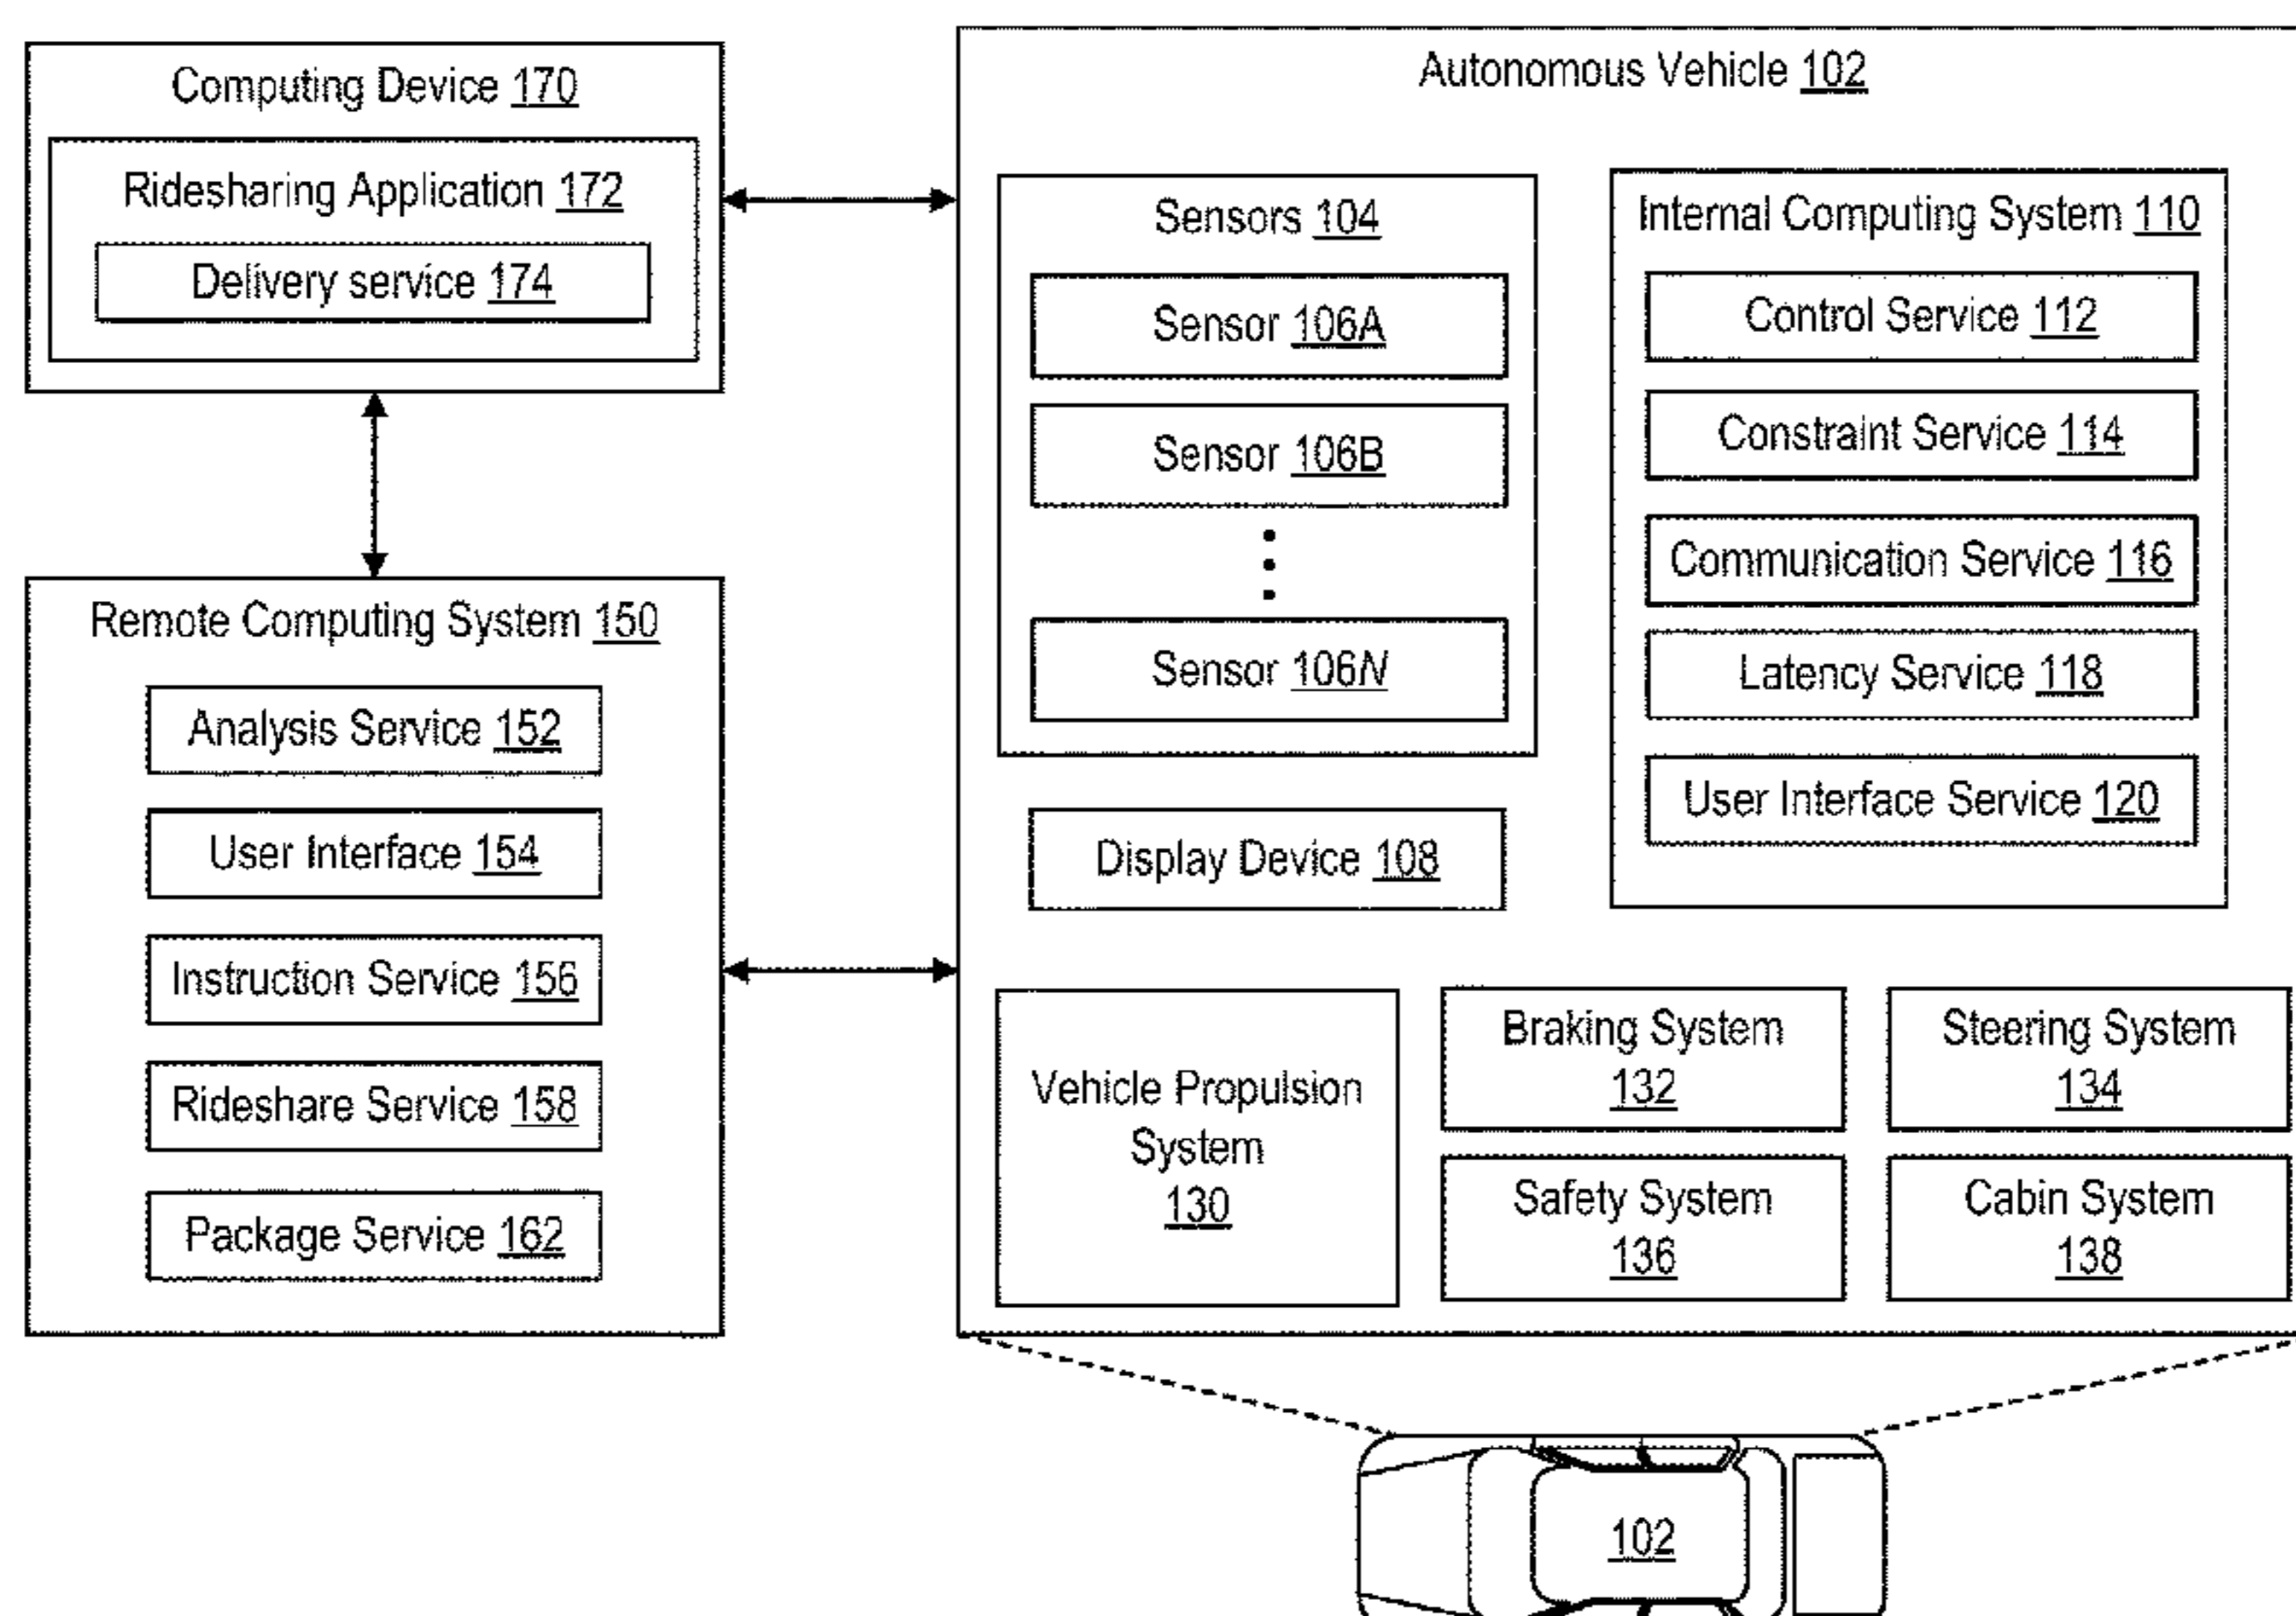 Computing Device 170
Ridesharing Application 172
Delivery service 174
Remote Computing System 150
Analysis Service 152
User Interface 154
Instruction Service 156
Rideshare Service 158
Package Service 162
Autonomous Vehicle 102
Sensors 104
Sensor 106A
Sensor 106B
Sensor 106N
Display Device 108
Internal Computing System 110
Control Service 112
Constraint Service 114
Communication Service 116
Latency Service 118
User Interface Service 120
Vehicle Propulsion
System
130
Braking System
132
Steering System
134
Safety System
136
Cabin System
138
102